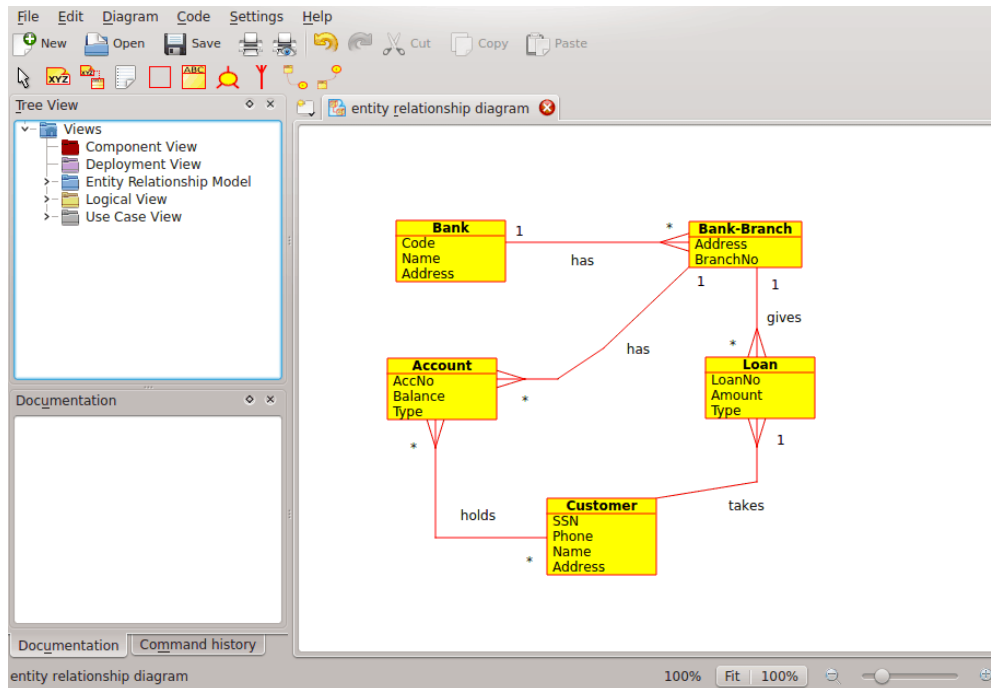 File Edit Diagram Code Settings Help
New Open Save Cut Copy Paste
XYZ ABC
Tree View
entity relationship diagram
Views
Component View
Deployment View
Entity Relationship Model
Logical View
Use Case View
Bank
Code
Name
Address
1
*
has
Bank-Branch
Address
BranchNo
1
1
gives
*
has
Account
AccNo
Balance
Type
*
*
Loan
LoanNo
Amount
Type
1
Documentation
holds
*
Customer
SSN
Phone
Name
Address
takes
Documentation Command history
entity relationship diagram
100% Fit 100%